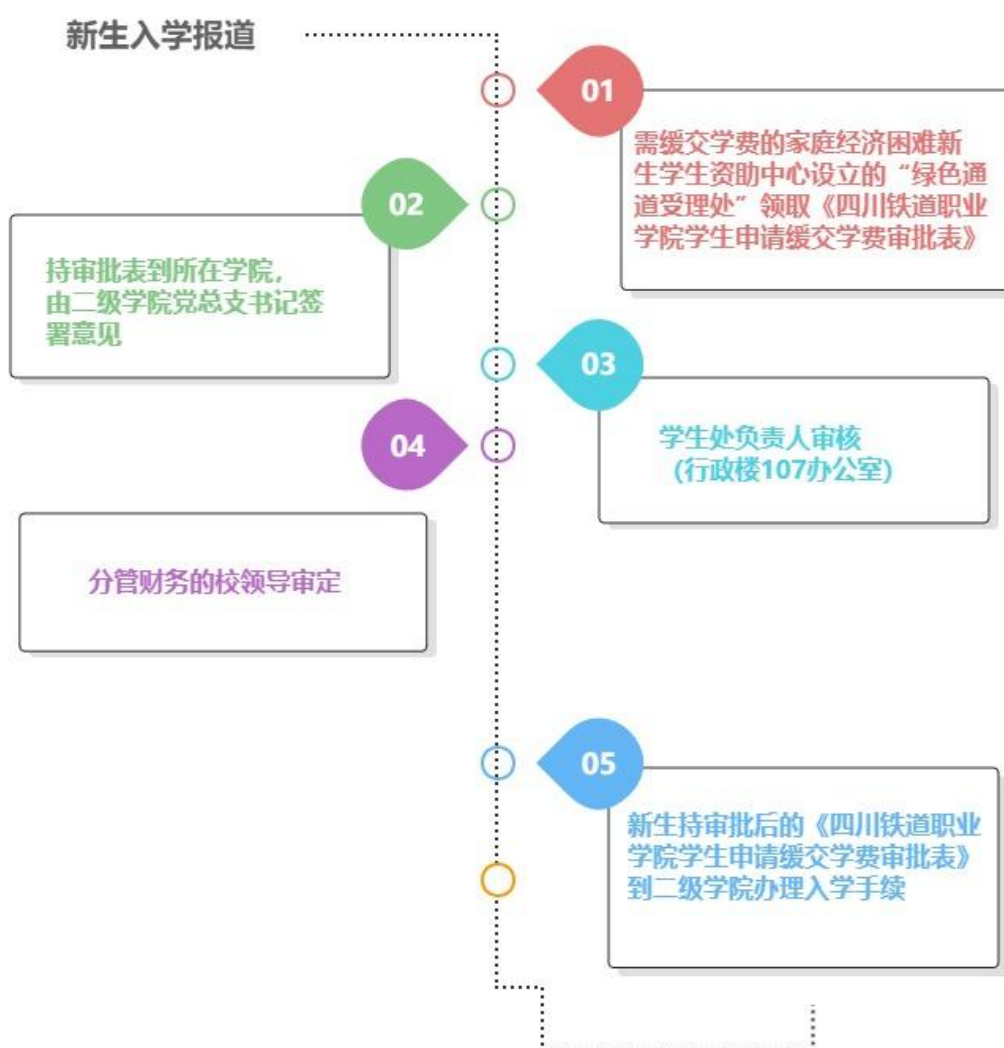 新生入学报道
01
需缓交学费的家庭经济困难新
生学生资助中心设立的“绿色通
道受理处”领取《四川铁道职业
学院学生申请缓交学费审批表》
02
持审批表到所在学院，
由二级学院党总支书记签
署意见
03
学生处负责人审核
(行政楼107办公室)
04
分管财务的校领导审定
05
新生持审批后的《四川铁道职业
学院学生申请缓交学费审批表》
到二级学院办理入学手续